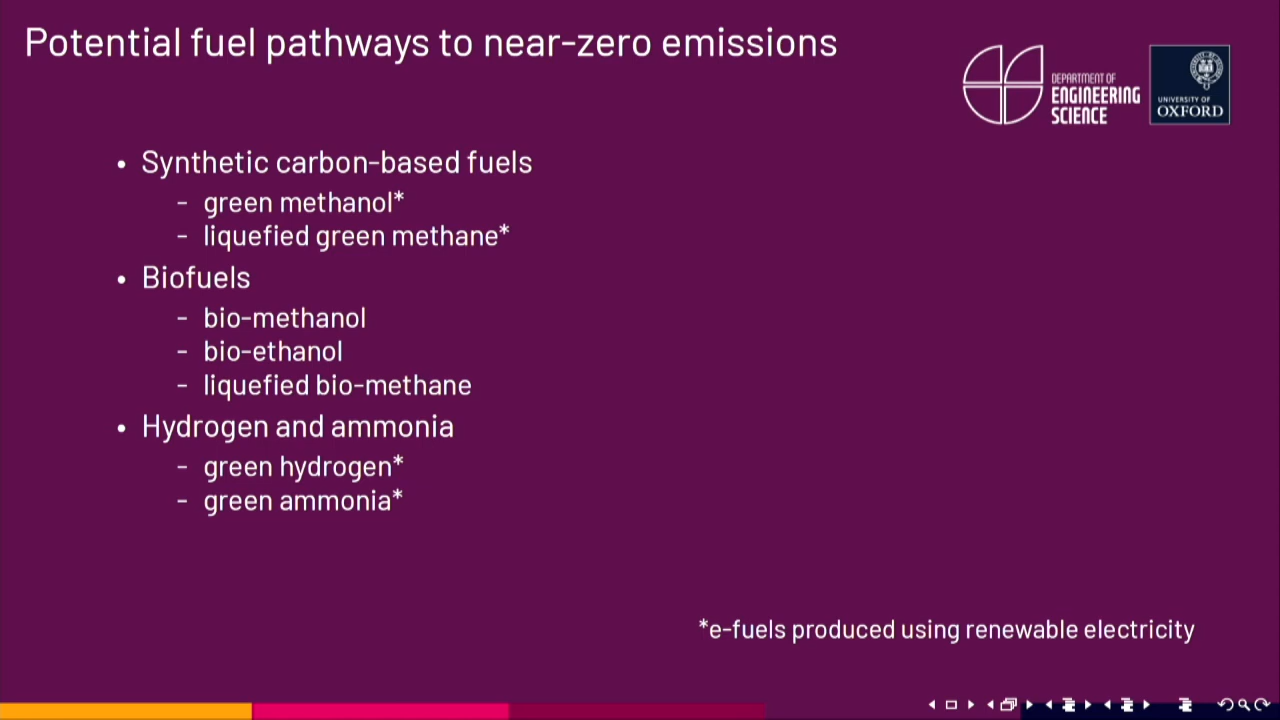 Potential fuel pathways to near-zero emissions
DEPARTMENT OF
ENGINEERING
SCIENCE
UNIVERSITY OF
OXFORD
• Synthetic carbon-based fuels
- green methanol*
- liquefied green methane*
• Biofuels
- bio-methanol
- bio-ethanol
- liquefied bio-methane
• Hydrogen and ammonia
- green hydrogen*
- green ammonia*
*e-fuels produced using renewable electricity